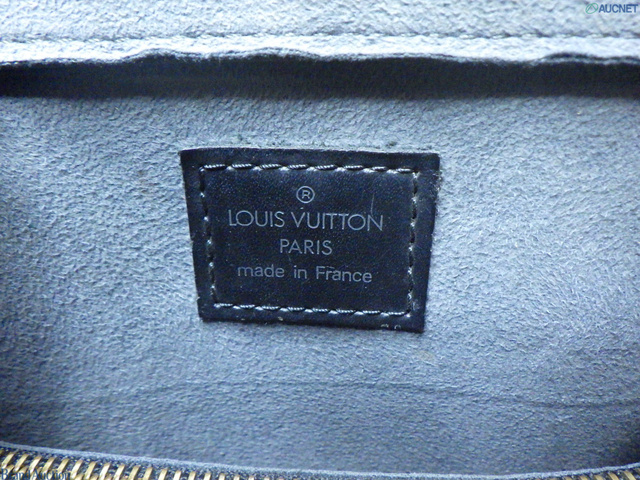 AUCNET
®
LOUIS VUITTON
PARIS
made in France